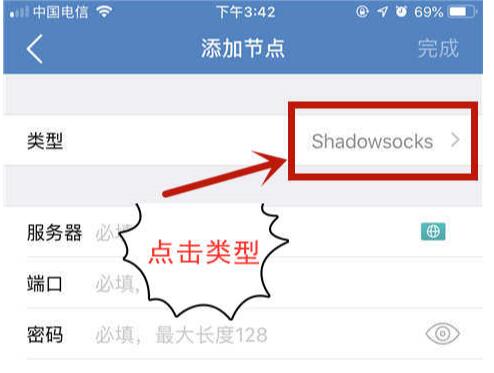 中国电信 下午3:42 69%
添加节点 完成
类型 Shadowsocks
服务器 必填
点击类型
端口 必填,
密码 必填，最大长度128